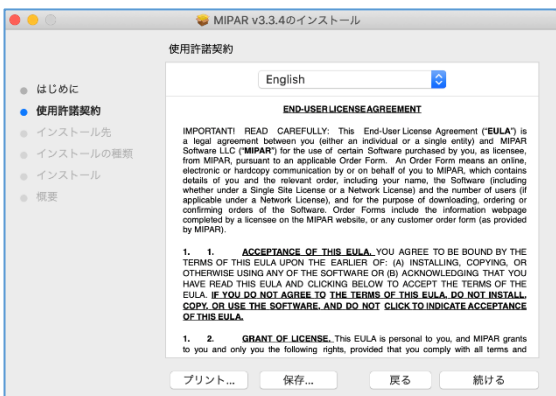 MIPAR v3.3.4のインストール
使用許諾契約
はじめに
使用許諾契約
インストール先
インストールの種類
インストール
概要
English
END-USER LICENSE AGREEMENT
IMPORTANT! READ CAREFULLY: This End-User License Agreement ("EULA") is
a legal agreement between you (either an individual or a single entity) and MIPAR
Software LLC ("MIPAR") for the use of certain Software purchased by you, as licensee,
from MIPAR, pursuant to an applicable Order Form. An Order Form means an online,
electronic or hardcopy communication by or on behalf of you to MIPAR, which contains
details of you and the relevant order, including your name, the Software (including
whether under a Single Site License or a Network License) and the number of users (if
applicable under a Network License), and for the purpose of downloading, ordering or
confirming orders of the Software. Order Forms include the information webpage
completed by a licensee on the MIPAR website, or any customer order form (as provided
by MIPAR).
1. 1. ACCEPTANCE OF THIS EULA. YOU AGREE TO BE BOUND BY THE
TERMS OF THIS EULA UPON THE EARLIER OF: (A) INSTALLING, COPYING, OR
OTHERWISE USING ANY OF THE SOFTWARE OR (B) ACKNOWLEDGING THAT YOU
HAVE READ THIS EULA AND CLICKING BELOW TO ACCEPT THE TERMS OF THE
EULA. IF YOU DO NOT AGREE TO THE TERMS OF THIS EULA, DO NOT INSTALL,
COPY, OR USE THE SOFTWARE, AND DO NOT CLICK TO INDICATE ACCEPTANCE
OF THIS EULA.
1. 2. GRANT OF LICENSE. This EULA is personal to you, and MIPAR grants
to you and only you the following rights, provided that you comply with all terms and
プリント...
保存...
戻る
続ける